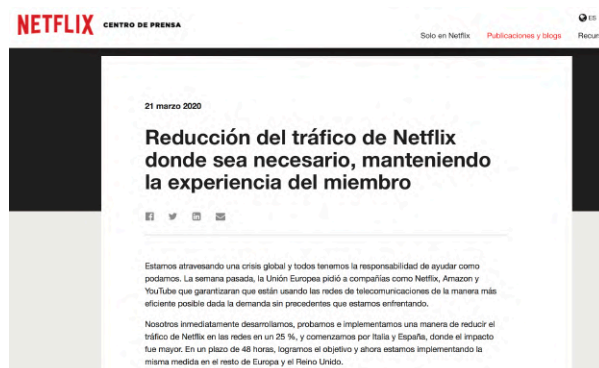 NETFLIX CENTRO DE PRENSA
ES
Solo en Netflix Publicaciones y blogs Recur
21 marzo 2020
Reducción del tráfico de Netflix
donde sea necesario, manteniendo
la experiencia del miembro
Estamos atravesando una crisis global y todos tenemos la responsabilidad de ayudar como
podamos. La semana pasada, la Unión Europea pidió a compañías como Netflix, Amazon y
YouTube que garantizaran que están usando las redes de telecomunicaciones de la manera más
eficiente posible dada la demanda sin precedentes que estamos enfrentando.
Nosotros inmediatamente desarrollamos, probamos e implementamos una manera de reducir el
tráfico de Netflix en las redes en un 25 %, y comenzamos por Italia y España, donde el impacto
fue mayor. En un plazo de 48 horas, logramos el objetivo y ahora estamos implementando la
misma medida en el resto de Europa y el Reino Unido.